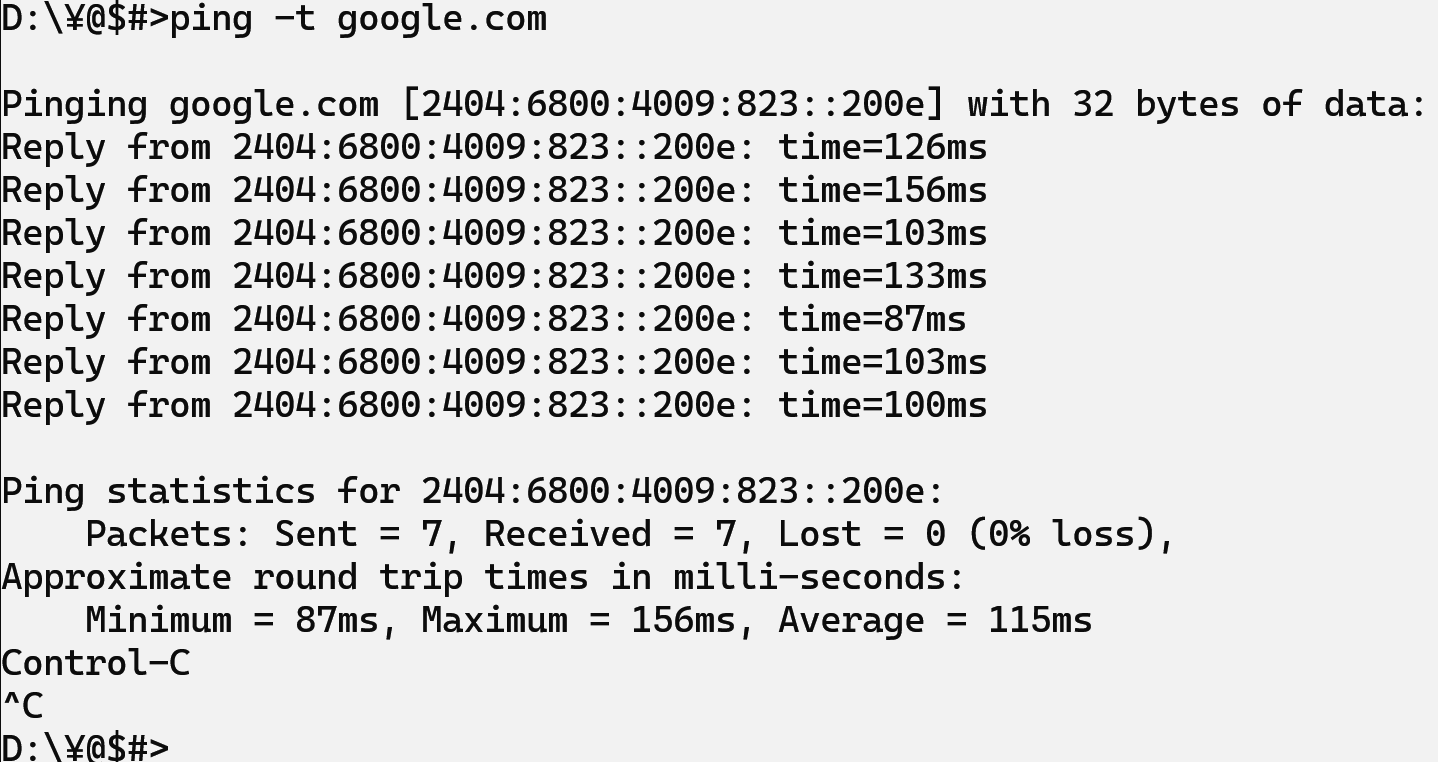 D:\¥@$#>ping -t google.com
Pinging google.com [2404:6800:4009:823::200e] with 32 bytes of data:
Reply from 2404:6800:4009:823::200e: time=126ms
Reply from 2404:6800:4009:823::200e: time=156ms
Reply from 2404:6800:4009:823::200e: time=103ms
Reply from 2404:6800:4009:823::200e: time=133ms
Reply from 2404:6800:4009:823::200e: time=87ms
Reply from 2404:6800:4009:823::200e: time=103ms
Reply from 2404:6800:4009:823::200e: time=100ms
Ping statistics for 2404:6800:4009:823::200e:
    Packets: Sent = 7, Received = 7, Lost = 0 (0% loss),
Approximate round trip times in milli-seconds:
    Minimum = 87ms, Maximum = 156ms, Average = 115ms
Control-C
^C
D:\¥@$#>